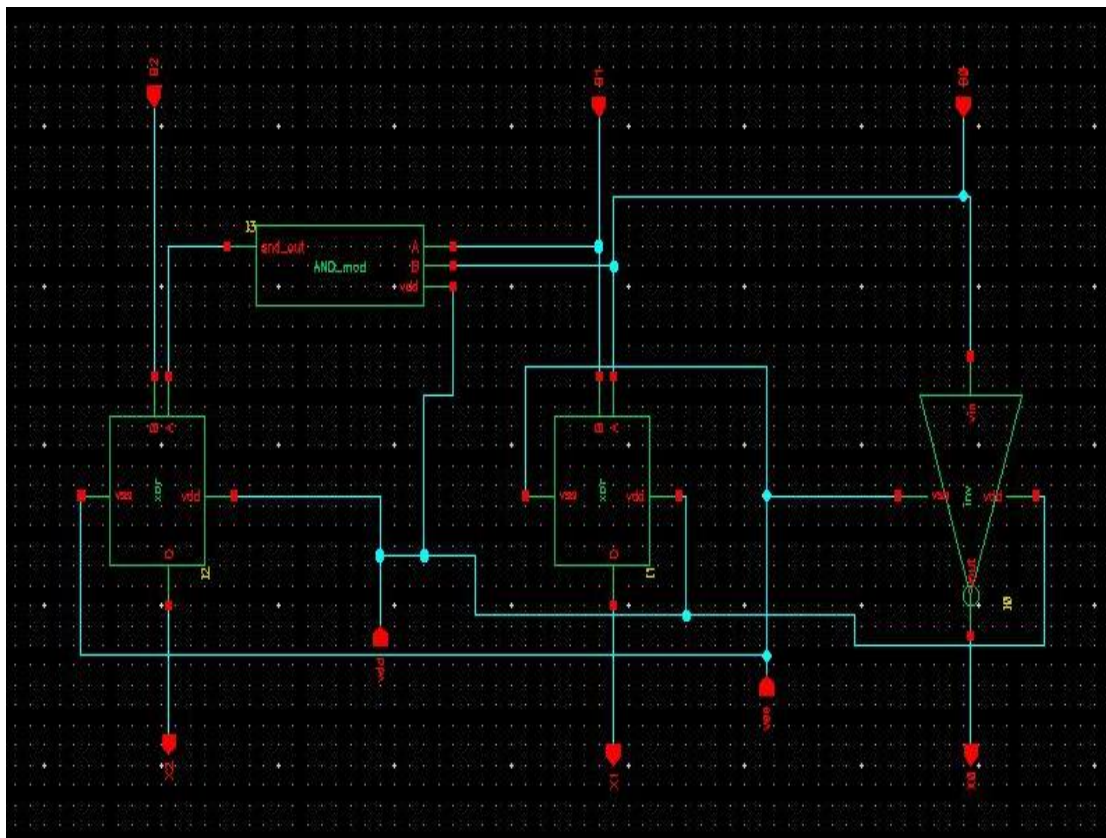 B2
B1
B0
I3
and_out
A
AND_mod
B
vdd
B
A
B
A
vin
vss
xor
vdd
vss
xor
vdd
vss
inv
vdd
D
D
out
I2
I1
I0
vdd
vss
X2
X1
X0